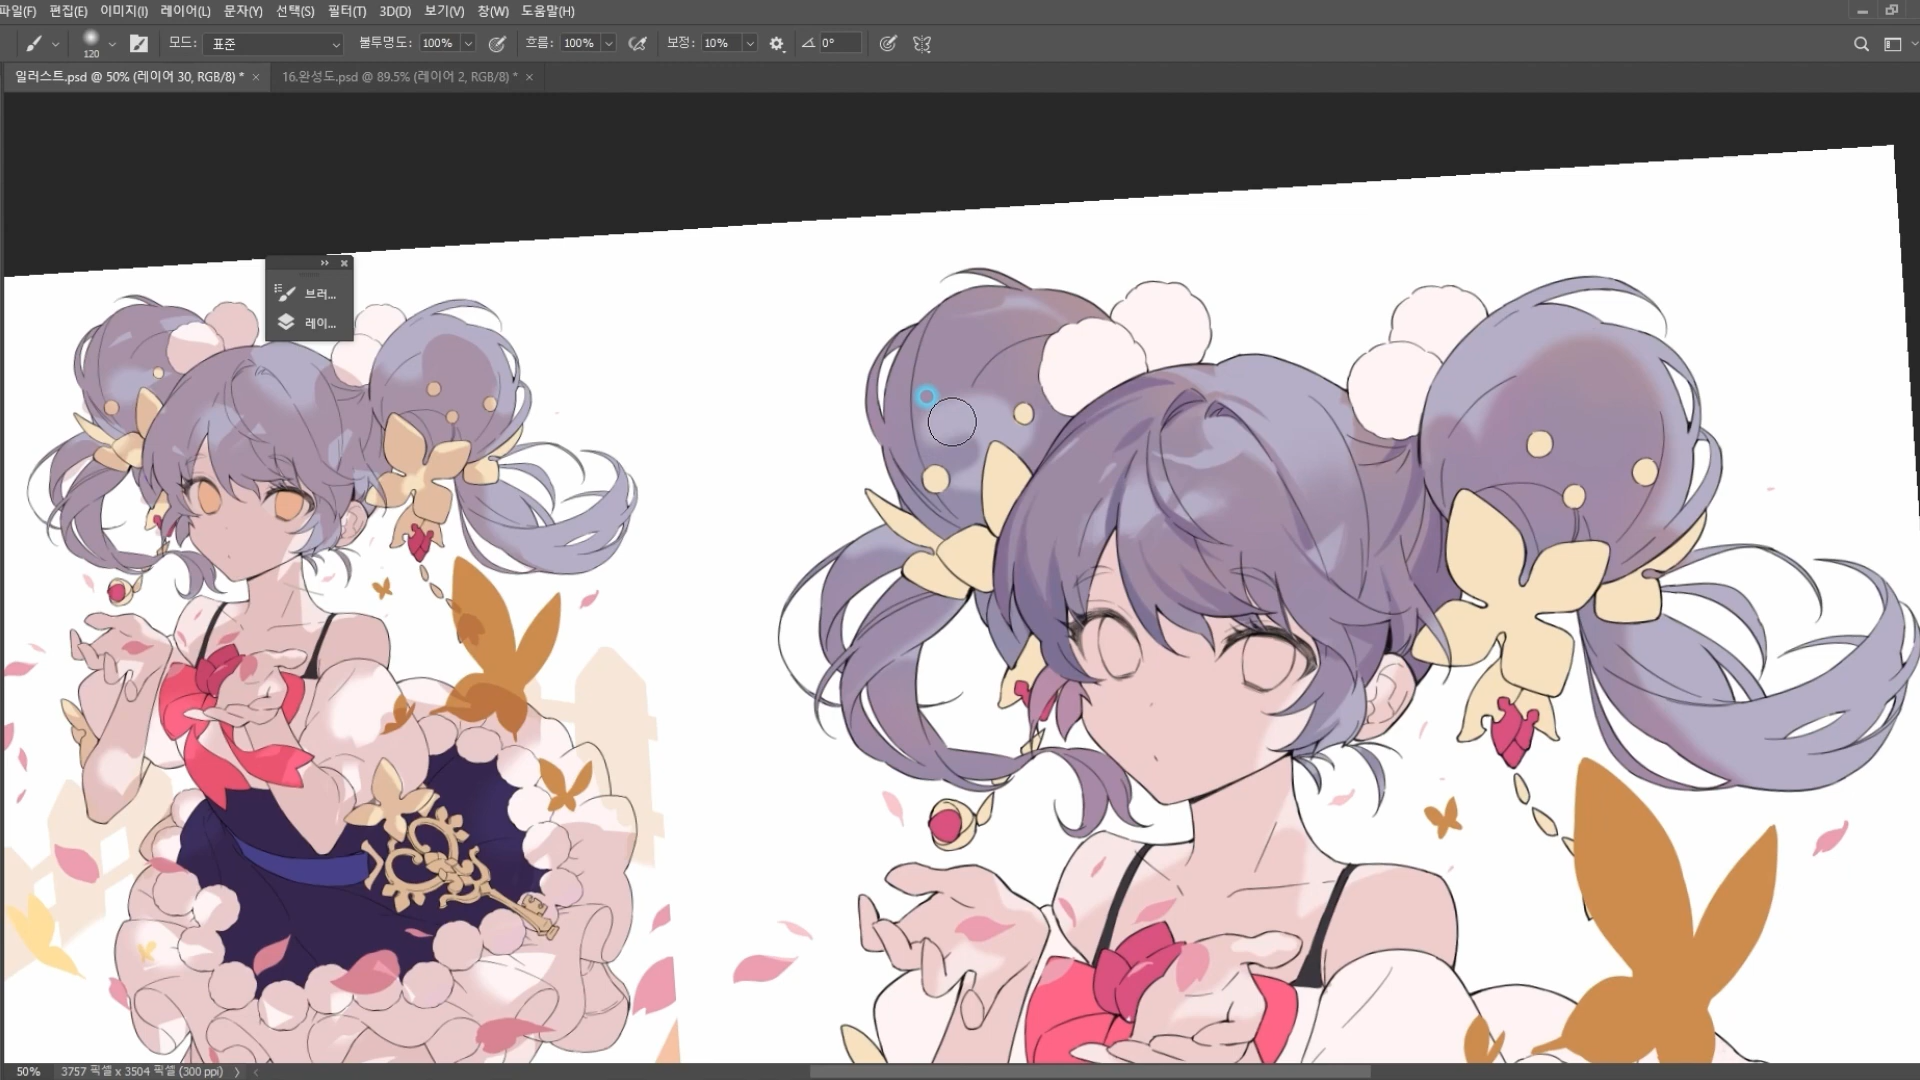 파일(F) 편집(E) 이미지(I) 레이어(L) 문자(Y) 선택(S) 필터(T) 3D(D) 보기(V) 창(W) 도움말(H)
120 모드: 표준 불투명도: 100% 흐름: 100% 보정: 10% 0°
일러스트.psd @ 50% (레이어 30, RGB/8) * × 16.완성도.psd @ 89.5% (레이어 2, RGB/8) * ×
브러...
레이...
50% 3757 픽셀 x 3504 픽셀 (300 ppi)